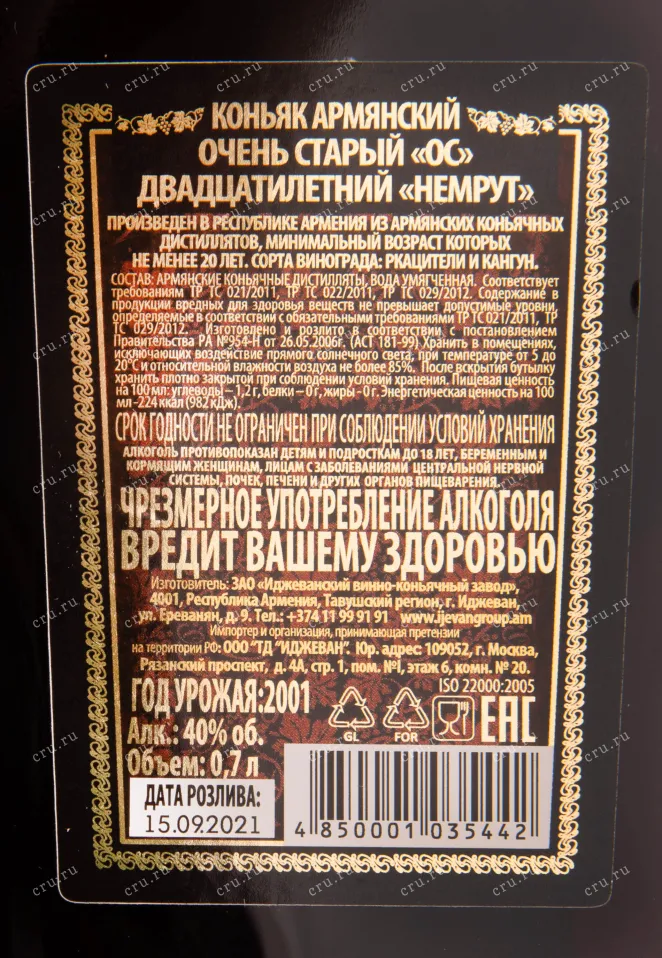 КОНЬЯК АРМЯНСКИЙ
ОЧЕНЬ СТАРЫЙ «ОС»
ДВАДЦАТИЛЕТНИЙ «НЕМРУТ»
ПРОИЗВЕДЕН В РЕСПУБЛИКЕ АРМЕНИЯ ИЗ АРМЯНСКИХ КОНЬЯЧНЫХ
ДИСТИЛЛЯТОВ, МИНИМАЛЬНЫЙ ВОЗРАСТ КОТОРЫХ
НЕ МЕНЕЕ 20 ЛЕТ. СОРТА ВИНОГРАДА: РКАЦИТЕЛИ И КАНГУН.
СОСТАВ: АРМЯНСКИЕ КОНЬЯЧНЫЕ ДИСТИЛЛЯТЫ, ВОДА УМЯГЧЕННАЯ. Соответствует
требованиям ТР ТС 021/2011, ТР ТС 022/2011, ТР ТС 029/2012. Содержание в
продукции вредных для здоровья веществ не превышает допустимые уровни,
определяемые в соответствии с обязательными требованиями ТР ТС 021/2011, ТР
ТС 029/2012. Изготовлено и розлито в соответствии с постановлением
Правительства РА №954-Н от 26.05.2006г. (АСТ 181-99) Хранить в помещениях,
исключающих воздействие прямого солнечного света, при температуре от 5 до
20°С и относительной влажности воздуха не более 85%. После вскрытия бутылку
хранить плотно закрытой при соблюдении условий хранения. Пищевая ценность
на 100 мл: углеводы – 1,2 г, белки – 0 г, жиры - 0 г. Энергетическая ценность на 100
мл -224 ккал (982 кДж).
СРОК ГОДНОСТИ НЕ ОГРАНИЧЕН ПРИ СОБЛЮДЕНИИ УСЛОВИЙ ХРАНЕНИЯ
АЛКОГОЛЬ ПРОТИВОПОКАЗАН ДЕТЯМ И ПОДРОСТКАМ ДО 18 ЛЕТ, БЕРЕМЕННЫМ И
КОРМЯЩИМ ЖЕНЩИНАМ, ЛИЦАМ С ЗАБОЛЕВАНИЯМИ ЦЕНТРАЛЬНОЙ НЕРВНОЙ
СИСТЕМЫ, ПОЧЕК, ПЕЧЕНИ И ДРУГИХ ОРГАНОВ ПИЩЕВАРЕНИЯ.
ЧРЕЗМЕРНОЕ УПОТРЕБЛЕНИЕ АЛКОГОЛЯ
ВРЕДИТ ВАШЕМУ ЗДОРОВЬЮ
Изготовитель: ЗАО «Иджеванский винно-коньячный завод»,
4001, Республика Армения, Тавушский регион, г. Иджеван,
ул. Ереванян, д. 9. Тел.: +374 11 99 91 91 www.ijevangroup.am
Импортер и организация, принимающая претензии
на территории РФ: ООО "ТД "ИДЖЕВАН". Юр. адрес: 109052, г. Москва,
Рязанский проспект, д. 4А, стр. 1, пом. №I, этаж 6, комн. № 20.
ISO 22000:2005
ГОД УРОЖАЯ:2001
Алк.: 40% об.
Объем: 0,7 л
GL FOR EAC
ДАТА РОЗЛИВА:
15.09.2021
4 850001 035442
cru.ru